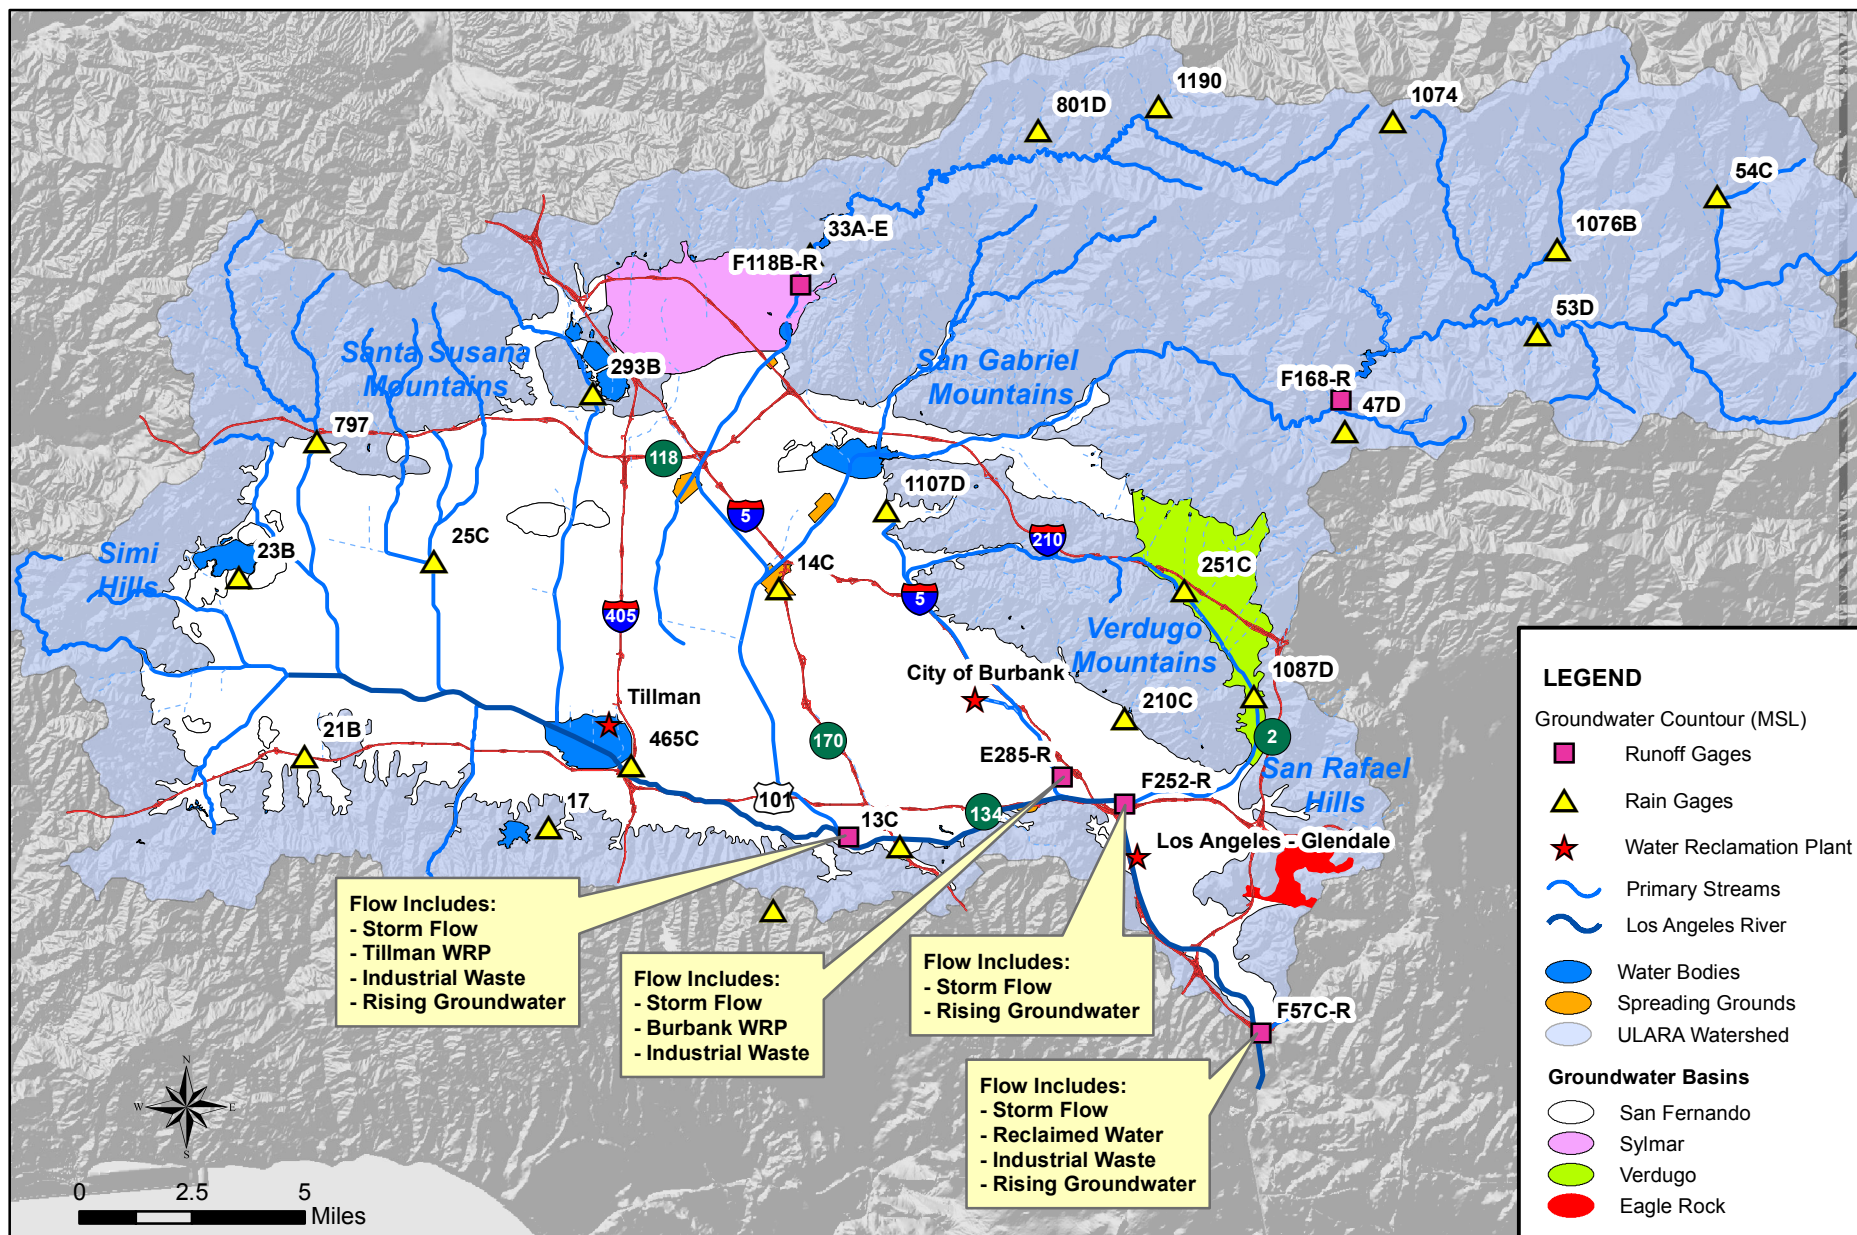 1190
801D
1074
54C
33A-E
1076B
F118B-R
53D
Santa Susana
Mountains
293B
San Gabriel
Mountains
F168-R
47D
797
118
1107D
5
210
25C
Simi
Hills
23B
14C
251C
405
5
Verdugo
Mountains
City of Burbank
1087D
Tillman
210C
21B
465C
170
2
E285-R
San Rafael
Hills
F252-R
101
17
13C
134
Los Angeles - Glendale
Flow Includes:
- Storm Flow
- Tillman WRP
- Industrial Waste
- Rising Groundwater
Flow Includes:
- Storm Flow
- Burbank WRP
- Industrial Waste
Flow Includes:
- Storm Flow
- Rising Groundwater
F57C-R
Flow Includes:
- Storm Flow
- Reclaimed Water
- Industrial Waste
- Rising Groundwater
N
W
E
S
0
2.5
5
Miles
LEGEND
Groundwater Countour (MSL)
Runoff Gages
Rain Gages
Water Reclamation Plant
Primary Streams
Los Angeles River
Water Bodies
Spreading Grounds
ULARA Watershed
Groundwater Basins
San Fernando
Sylmar
Verdugo
Eagle Rock